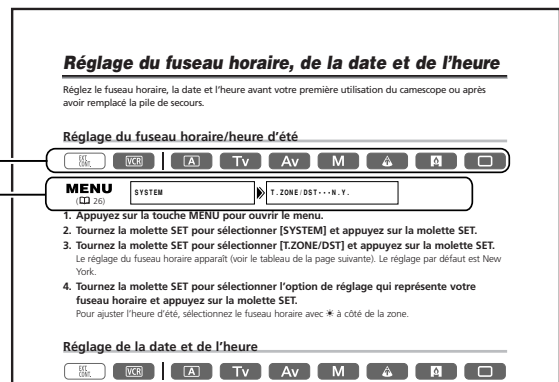 Réglage du fuseau horaire, de la date et de l'heure
Réglez le fuseau horaire, la date et l'heure avant votre première utilisation du camescope ou après
avoir remplacé la pile de secours.
Réglage du fuseau horaire/heure d'été
EXT. CONT. VCR A Tv Av M
MENU
(26)
SYSTEM T.ZONE/DST•••N.Y.
1. Appuyez sur la touche MENU pour ouvrir le menu.
2. Tournez la molette SET pour sélectionner [SYSTEM] et appuyez sur la molette SET.
3. Tournez la molette SET pour sélectionner [T.ZONE/DST] et appuyez sur la molette SET.
Le réglage du fuseau horaire apparaît (voir le tableau de la page suivante). Le réglage par défaut est New
York.
4. Tournez la molette SET pour sélectionner l'option de réglage qui représente votre
fuseau horaire et appuyez sur la molette SET.
Pour ajuster l'heure d'été, sélectionnez le fuseau horaire avec ☀ à côté de la zone.
Réglage de la date et de l'heure
EXT. CONT. VCR A Tv Av M